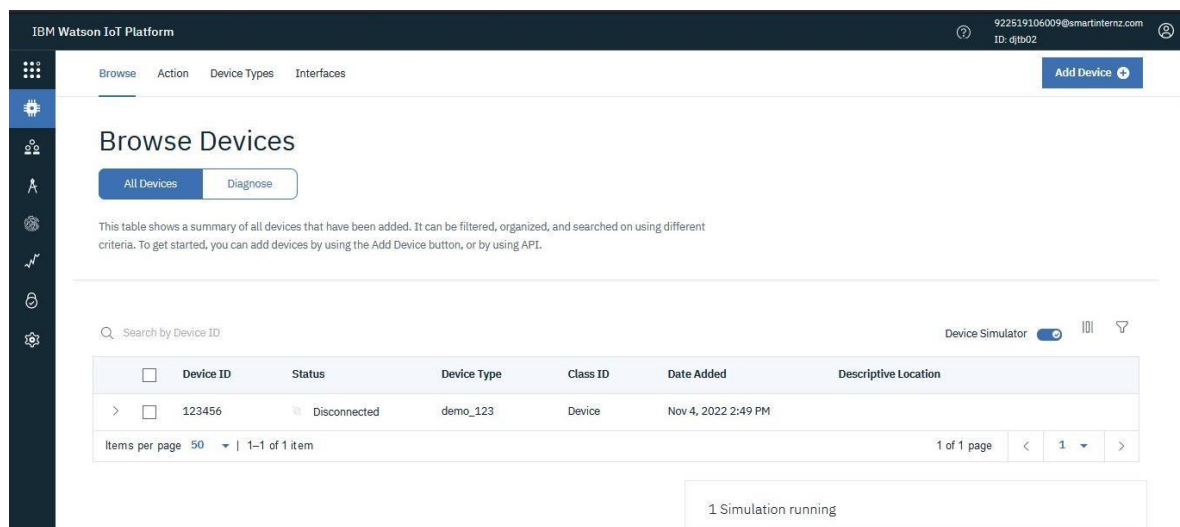 IBM Watson IoT Platform
922519106009@smartinternz.com
ID: djtb02
Browse Action Device Types Interfaces
Add Device
Browse Devices
All Devices Diagnose
This table shows a summary of all devices that have been added. It can be filtered, organized, and searched on using different
criteria. To get started, you can add devices by using the Add Device button, or by using API.
Search by Device ID
Device Simulator
Device ID Status Device Type Class ID Date Added Descriptive Location
123456 Disconnected demo_123 Device Nov 4, 2022 2:49 PM
Items per page 50 | 1–1 of 1 item 1 of 1 page < 1 >
1 Simulation running